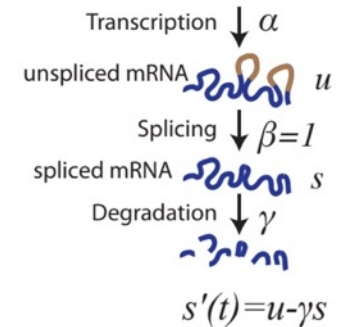 Transcription α
unspliced mRNA u
Splicing β=1
spliced mRNA s
Degradation γ
s'(t)=u-γs